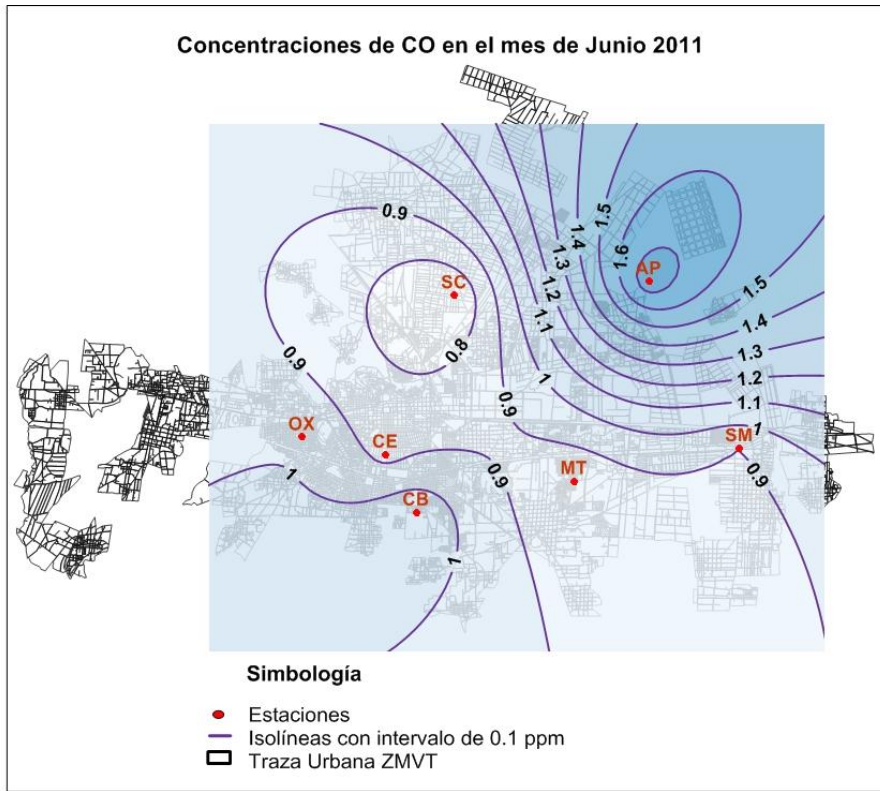 Concentraciones de CO en el mes de Junio 2011
0.9
1.5
1.4
1.6
1.3
SC
AP
1.2
1.5
1.1
1.4
0.8
1.3
0.9
1
1.2
1.1
0.9
OX
CE
SM
1
MT
0.9
0.9
1
CB
1
Simbología
Estaciones
Isolíneas con intervalo de 0.1 ppm
Traza Urbana ZMVT